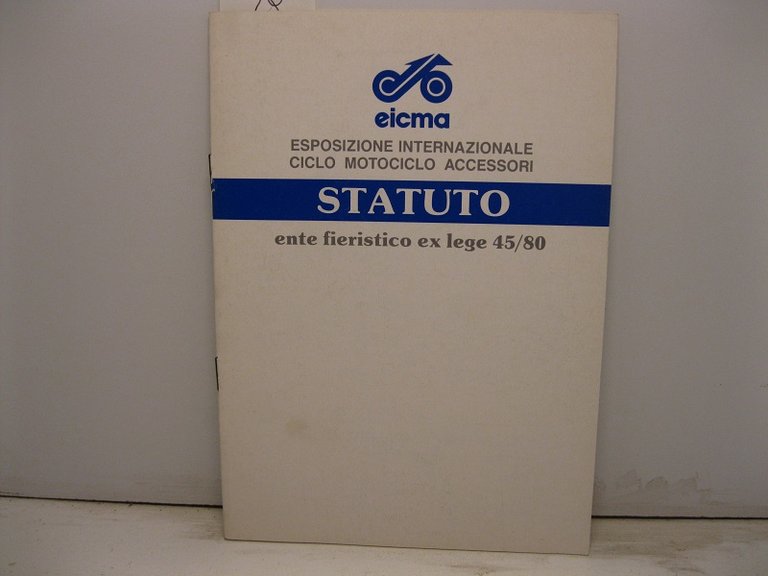 eicma
ESPOSIZIONE INTERNAZIONALE
CICLO MOTOCICLO ACCESSORI
STATUTO
ente fieristico ex lege 45/80